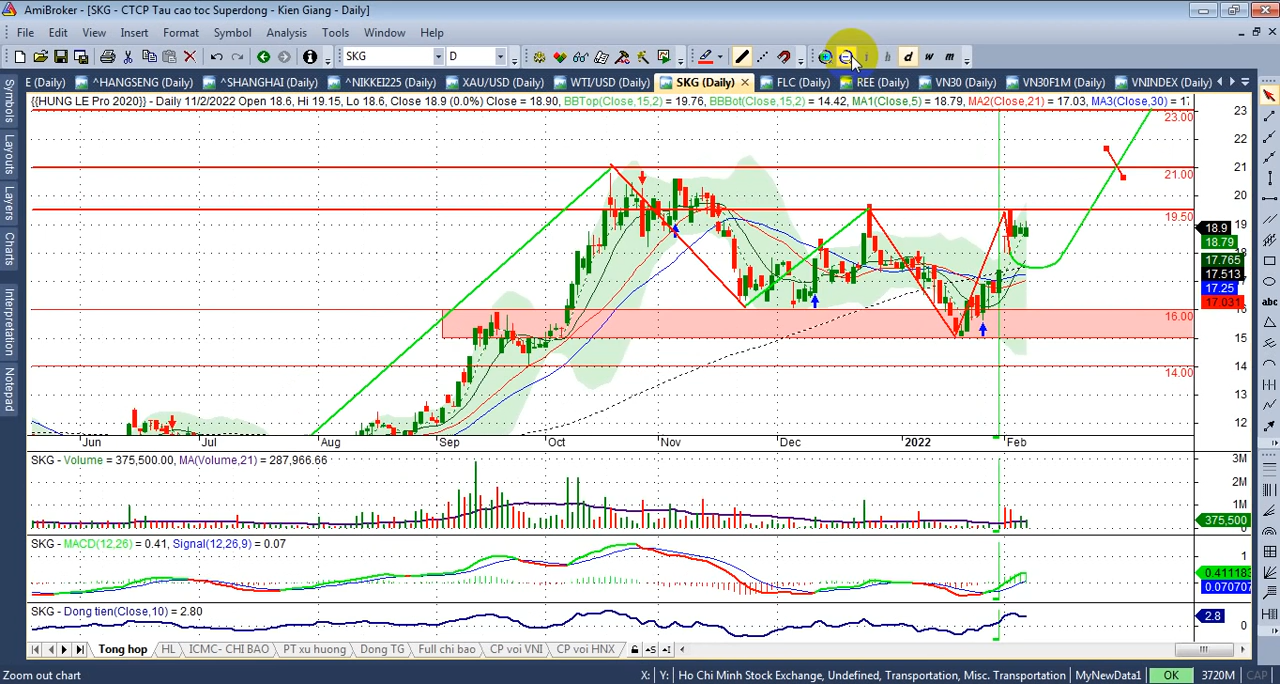 AmiBroker - [SKG - CTCP Tau cao toc Superdong - Kien Giang - Daily]
File Edit View Insert Format Symbol Analysis Tools Window Help
SKG D h d w m
E (Daily) ^HANGSENG (Daily) ^SHANGHAI (Daily) ^NIKKEI225 (Daily) XAU/USD (Daily) WTI/USD (Daily) SKG (Daily) FLC (Daily) REE (Daily) VN30 (Daily) VN30F1M (Daily) VNINDEX (Daily)
{{HUNG LE Pro 2020}} - Daily 11/2/2022 Open 18.6, Hi 19.15, Lo 18.6, Close 18.9 (0.0%) Close = 18.90, BBTop(Close,15,2) = 19.76, BBBot(Close,15,2) = 14.42, MA1(Close,5) = 18.79, MA2(Close,21) = 17.03, MA3(Close,30) = 17
Symbols
Layouts
Layers
Charts
Interpretation
Notepad
abc
23
23.00
22
21
21.00
20
19.50
19
18.9
18.79
17.765
17.513
17.25
17.031
16.00
15
14
14.00
13
12
Jun Jul Aug Sep Oct Nov Dec 2022 Feb
SKG - Volume = 375,500.00, MA(Volume,21) = 287,966.66
3M
2M
1M
375,500
SKG - MACD(12,26) = 0.41, Signal(12,26,9) = 0.07
1
0.411183
0.070707
SKG - Dong tien(Close,10) = 2.80
2.8
0
Tong hop HL ICMC- CHI BAO PT xu huong Dong TG Full chi bao CP voi VNI CP voi HNX
Zoom out chart X: Y: Ho Chi Minh Stock Exchange, Undefined, Transportation, Misc. Transportation MyNewData1 OK 3720M CAP